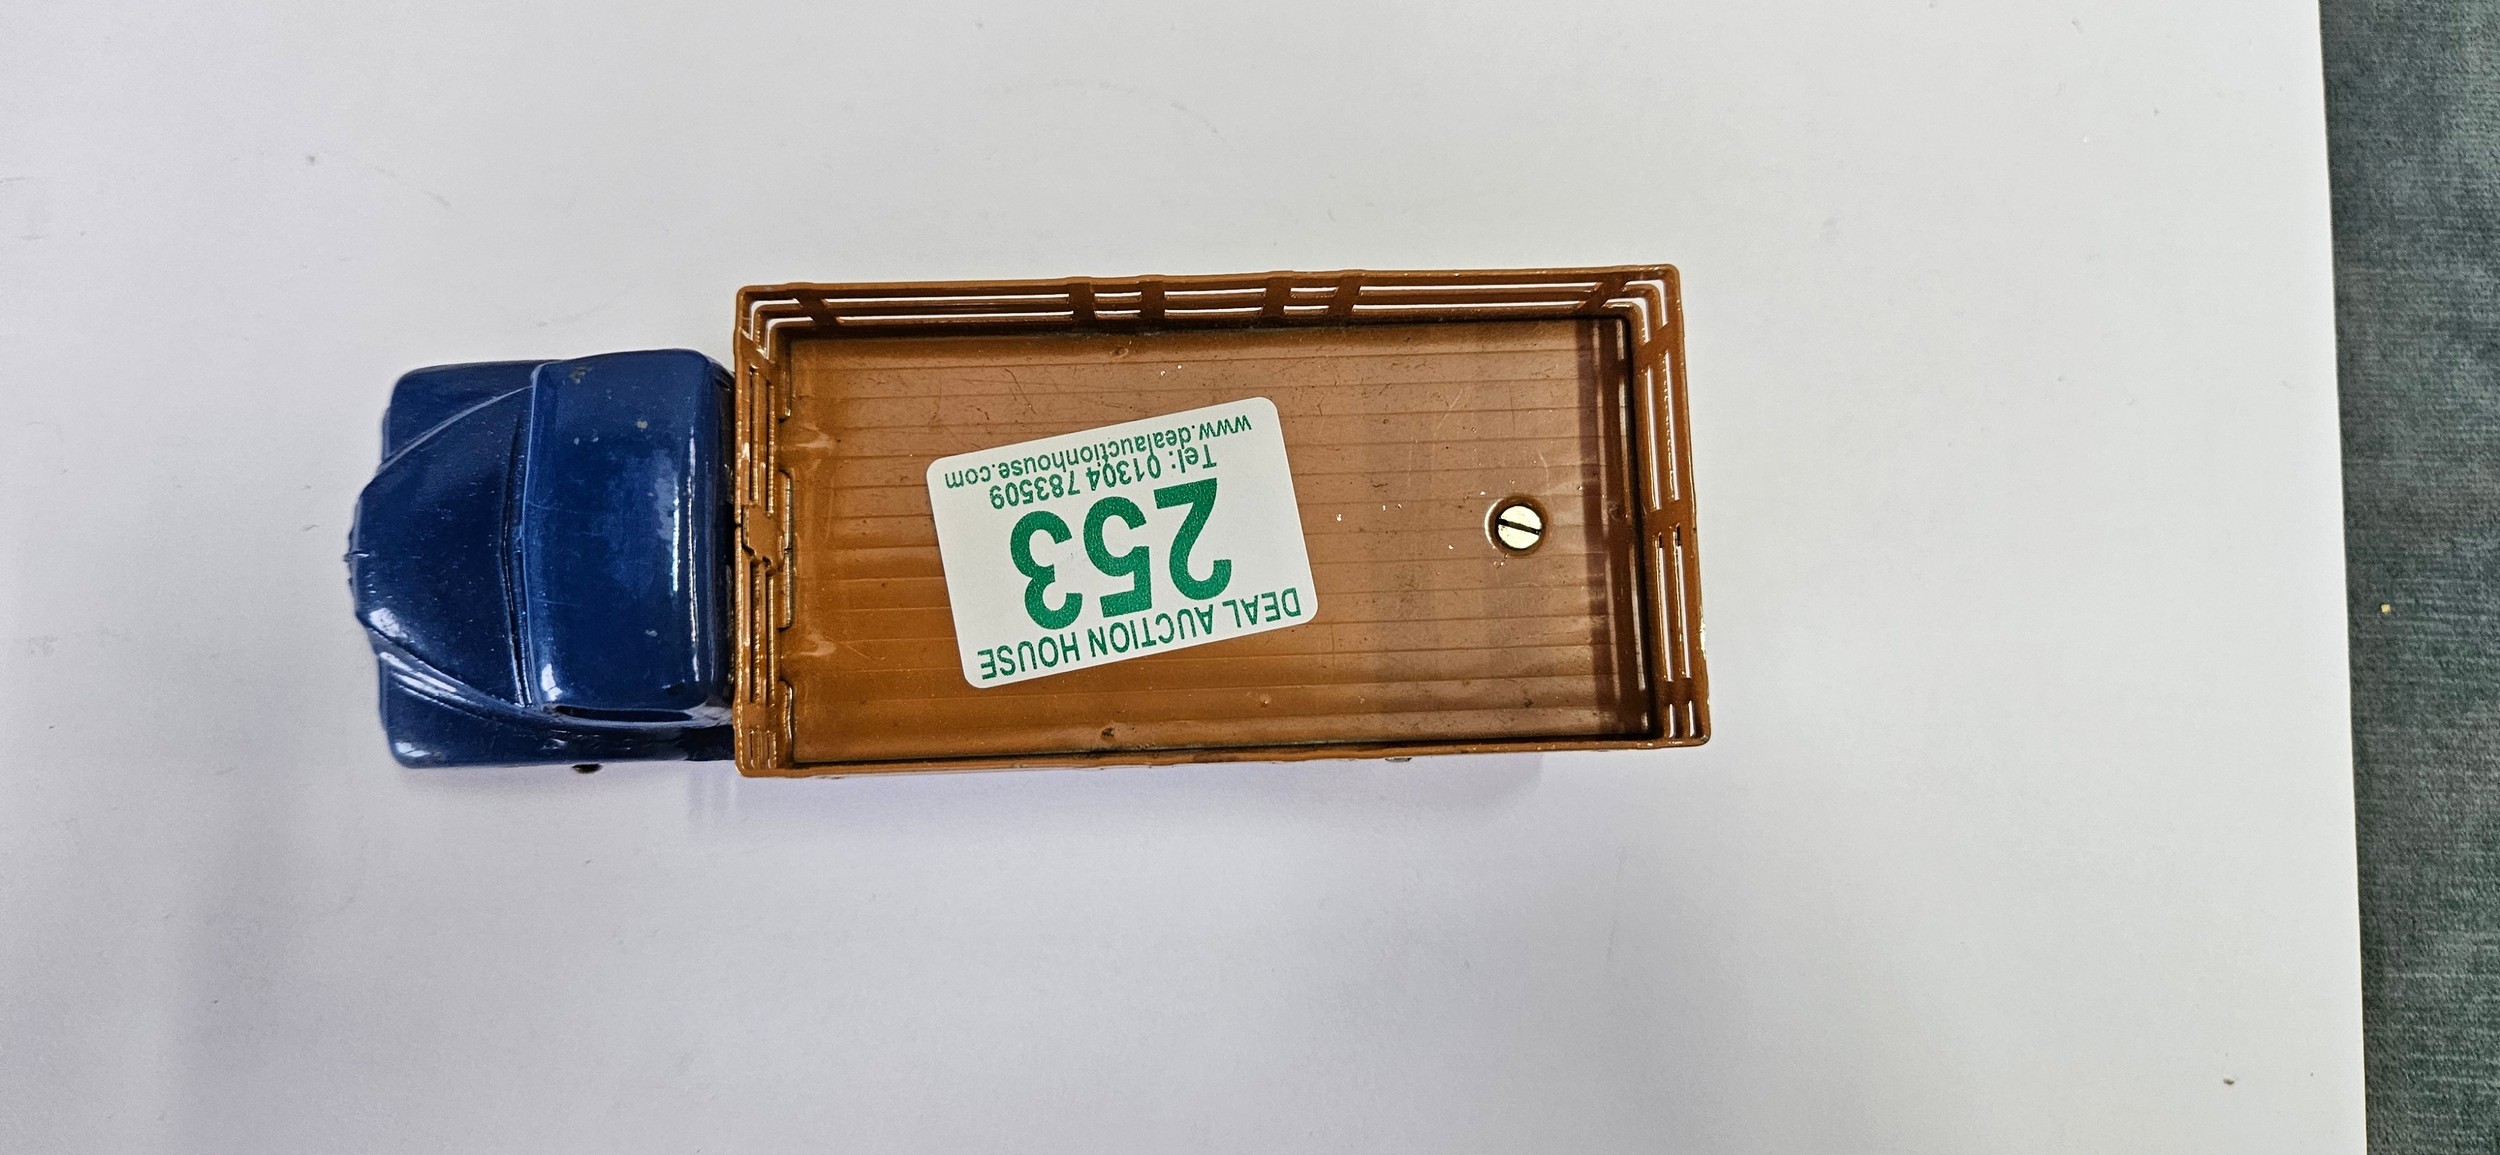 DEAL AUCTION HOUSE
253
Tel: 01304 783509
www.dealauctionhouse.com